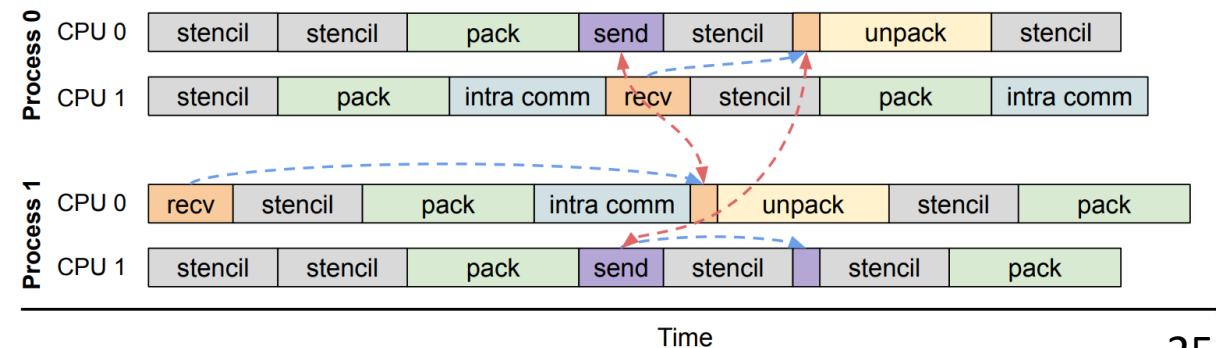 Process 0
CPU 0 stencil stencil pack send stencil unpack stencil
CPU 1 stencil pack intra comm recv stencil pack intra comm
Process 1
CPU 0 recv stencil pack intra comm unpack stencil pack
CPU 1 stencil stencil pack send stencil stencil pack
Time